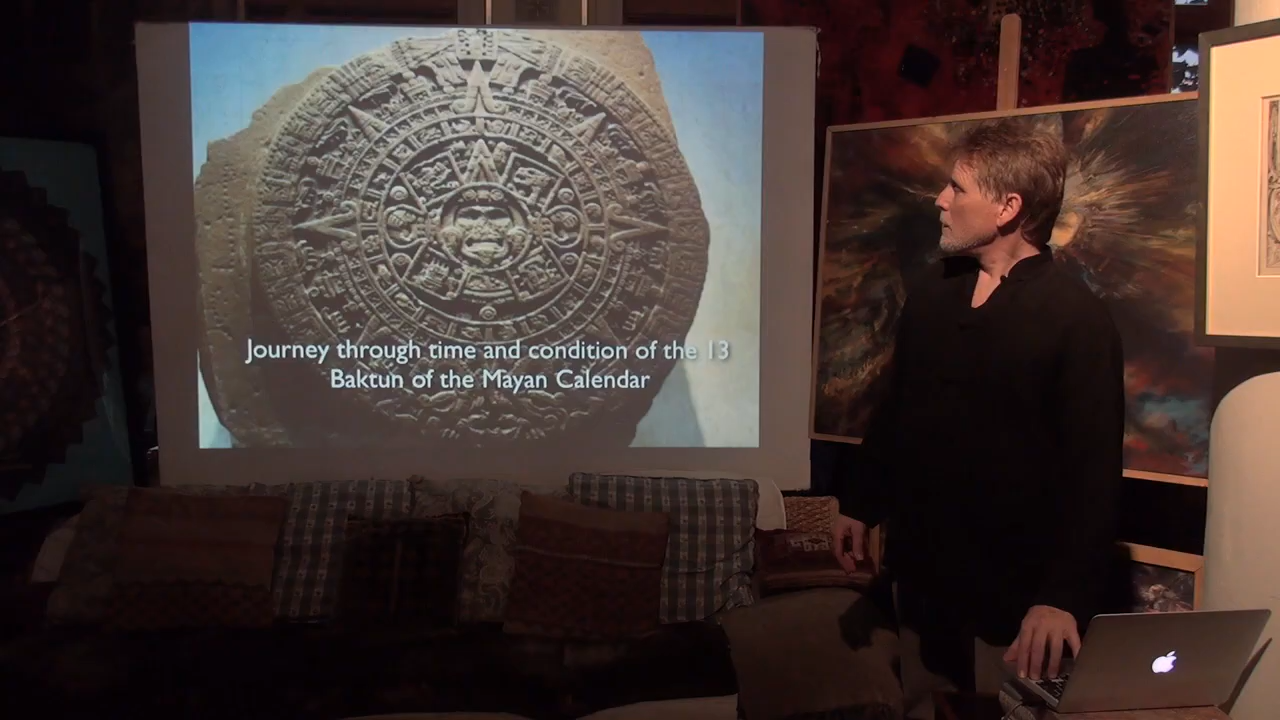 Journey through time and condition of the 13
Baktun of the Mayan Calendar